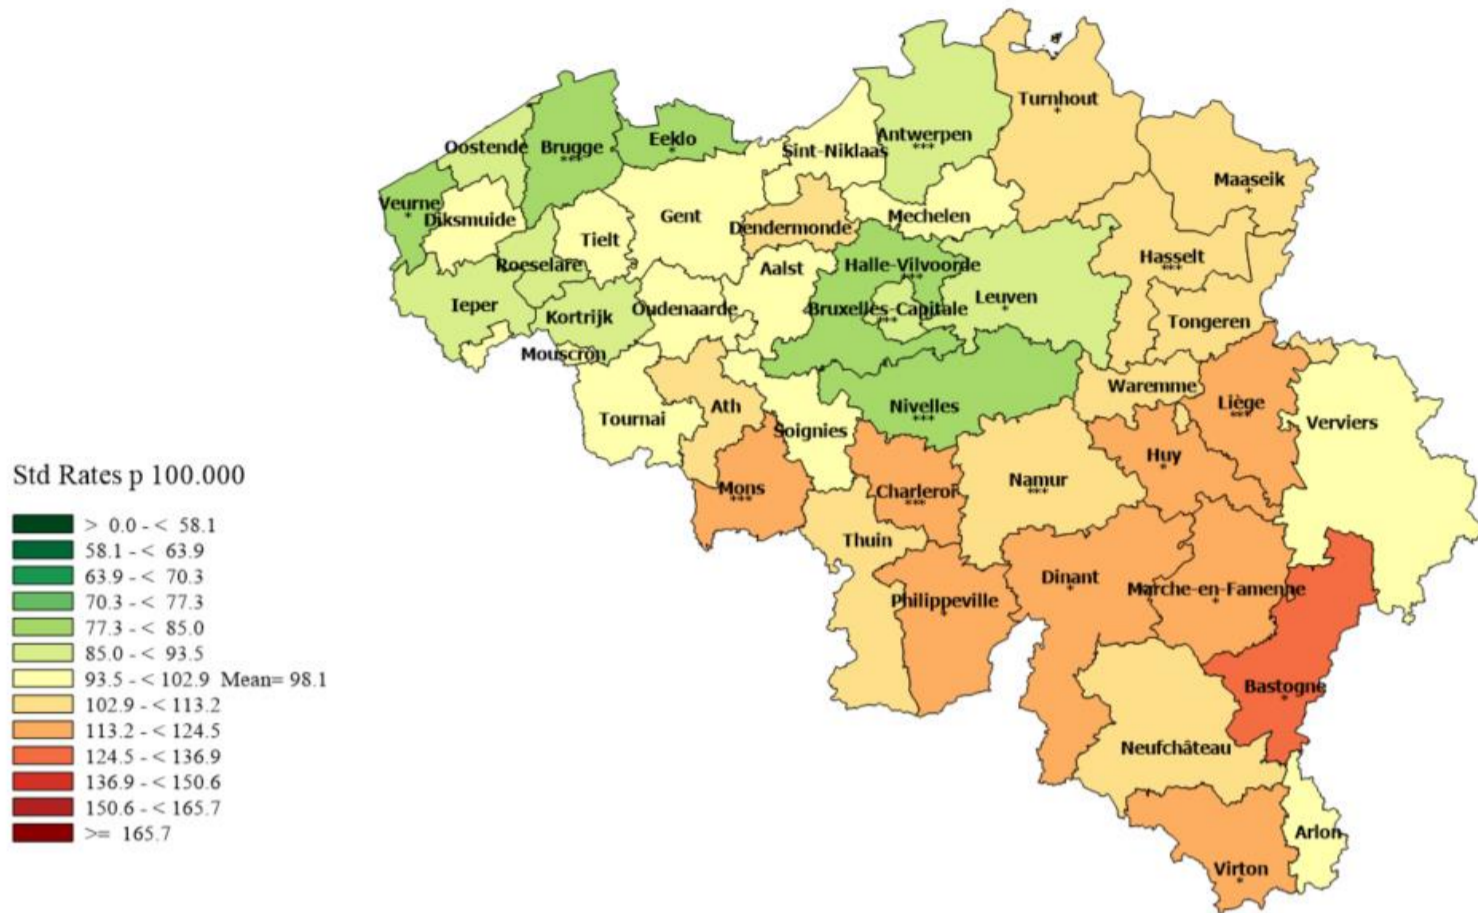 Turnhout
*
Antwerpen
***
Eeklo
*
Oostende
Brugge
***
Sint-Niklaas
Maaseik
*
Veurne
*
Diksmuide
Gent
Mechelen
Dendermonde
Tielt
Hasselt
***
Roeselare
Aalst
Halle-Vilvoorde
***
Leuven
*
Ieper
Kortrijk
Oudenaarde
Bruxelles-Capitale
***
Tongeren
Mouscron
Waremme
Ath
Nivelles
***
Liège
***
Tournai
Soignies
Verviers
Huy
*
Std Rates p 100.000
Mons
***
Charleroi
***
Namur
***
> 0.0 - < 58.1
58.1 - < 63.9
63.9 - < 70.3
70.3 - < 77.3
77.3 - < 85.0
85.0 - < 93.5
93.5 - < 102.9 Mean= 98.1
102.9 - < 113.2
113.2 - < 124.5
124.5 - < 136.9
136.9 - < 150.6
150.6 - < 165.7
>= 165.7
Thuin
Dinant
*
Philippeville
*
Marche-en-Famenne
*
Bastogne
*
Neufchâteau
Arlon
Virton
*